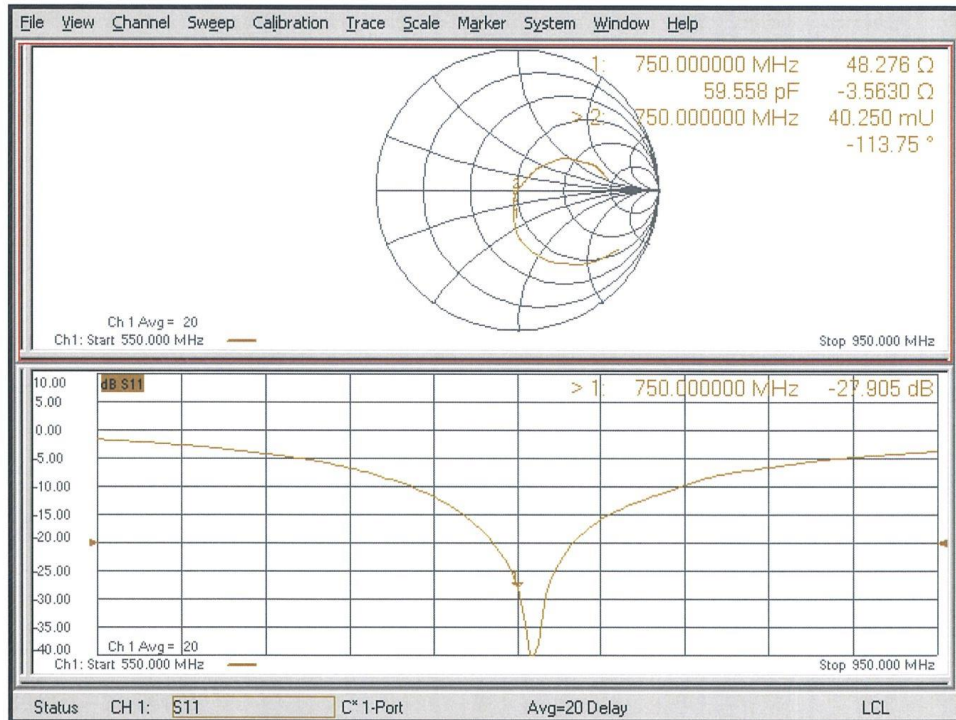 File View Channel Sweep Calibration Trace Scale Marker System Window Help
1: 750.000000 MHz 48.276 Ω
59.558 pF -3.5630 Ω
> 2: 750.000000 MHz 40.250 mU
-113.75 °
Ch 1 Avg = 20
Ch1: Start 550.000 MHz Stop 950.000 MHz
10.00 dB S11 > 1: 750.000000 MHz -27.905 dB
5.00
0.00
-5.00
-10.00
-15.00
-20.00
-25.00
-30.00
-35.00
-40.00 Ch 1 Avg = 20
Ch1: Start 550.000 MHz Stop 950.000 MHz
Status CH 1: S11 C* 1-Port Avg=20 Delay LCL